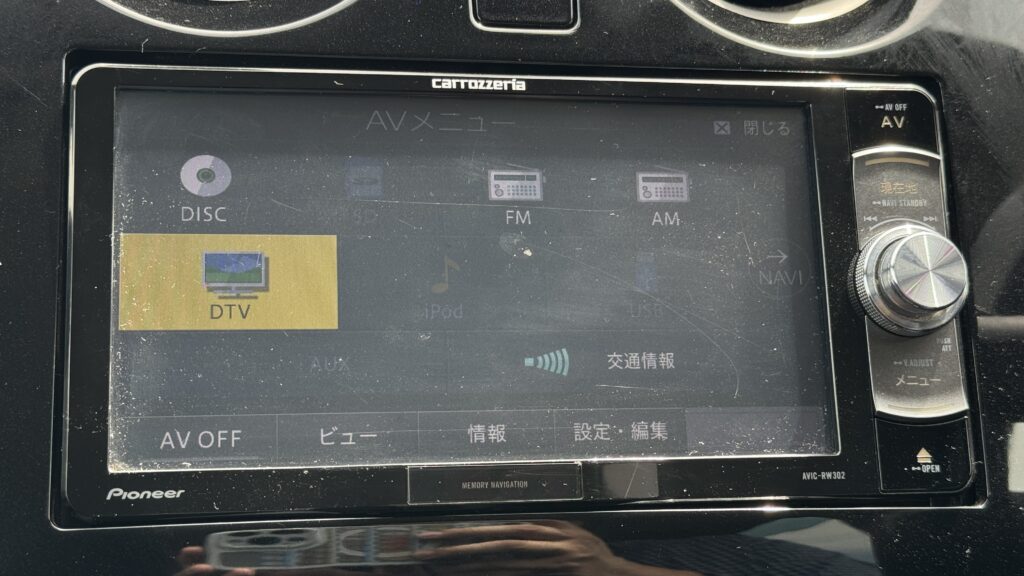 carrozzeria
AVメニュー
閉じる
AV OFF
AV
現在地
NAVI STANDBY
DISC
FM
AM
DTV
iPod
USB
NAVI
AUX
交通情報
PUSH
ATT
V.ADJUST
メニュー
AV OFF
ビュー
情報
設定・編集
OPEN
Pioneer
MEMORY NAVIGATION
AVIC-RW302